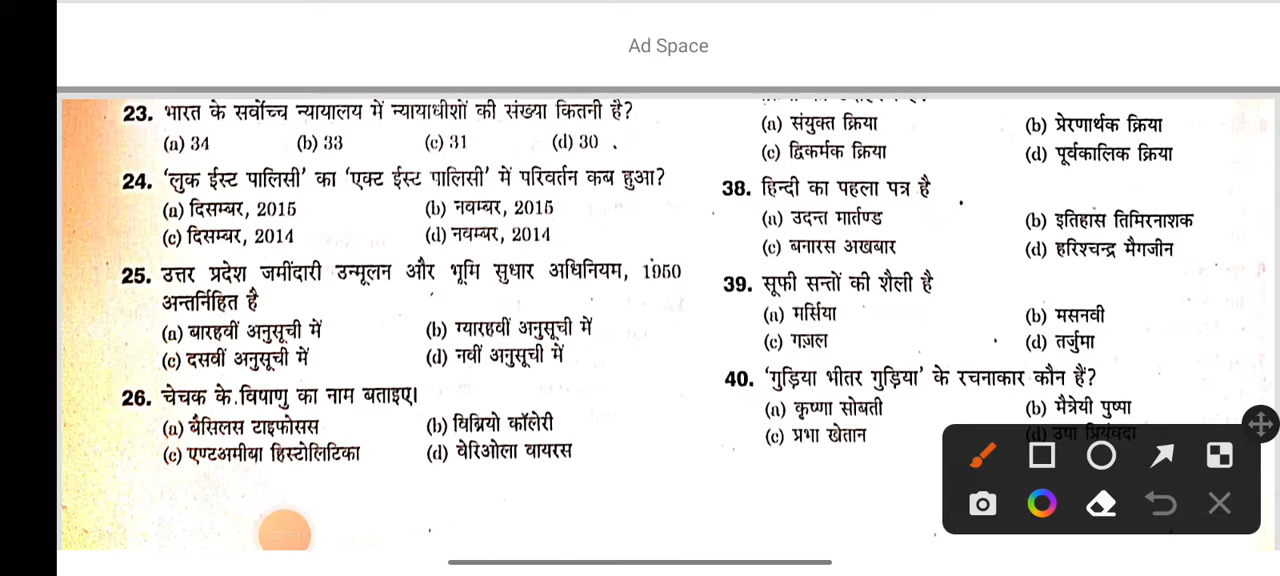 Ad Space
23. भारत के सर्वोच्च न्यायालय में न्यायाधीशों की संख्या कितनी है?
(a) 34 (b) 33 (c) 31 (d) 30
24. ‘लुक ईस्ट पालिसी’ का ‘एक्ट ईस्ट पालिसी’ में परिवर्तन कब हुआ?
(a) दिसम्बर, 2015 (b) नवम्बर, 2015
(c) दिसम्बर, 2014 (d) नवम्बर, 2014
25. उत्तर प्रदेश जमींदारी उन्मूलन और भूमि सुधार अधिनियम, 1950
अन्तर्निहित है
(a) बारहवीं अनुसूची में (b) ग्यारहवीं अनुसूची में
(c) दसवीं अनुसूची में (d) नवीं अनुसूची में
26. चेचक के विषाणु का नाम बताइए।
(a) बैसिलस टाइफोसस (b) विब्रियो कॉलेरी
(c) एण्टअमीबा हिस्टोलिटिका (d) वेरिओला वायरस
(a) संयुक्त क्रिया (b) प्रेरणार्थक क्रिया
(c) द्विकर्मक क्रिया (d) पूर्वकालिक क्रिया
38. हिन्दी का पहला पत्र है
(a) उदन्त मार्तण्ड (b) इतिहास तिमिरनाशक
(c) बनारस अखबार (d) हरिश्चन्द्र मैगजीन
39. सूफी सन्तों की शैली है
(a) मर्सिया (b) मसनवी
(c) गज़ल (d) तर्जुमा
40. ‘गुड़िया भीतर गुड़िया’ के रचनाकार कौन हैं?
(a) कृष्णा सोबती (b) मैत्रेयी पुष्पा
(c) प्रभा खेतान (d) उषा प्रियंवदा